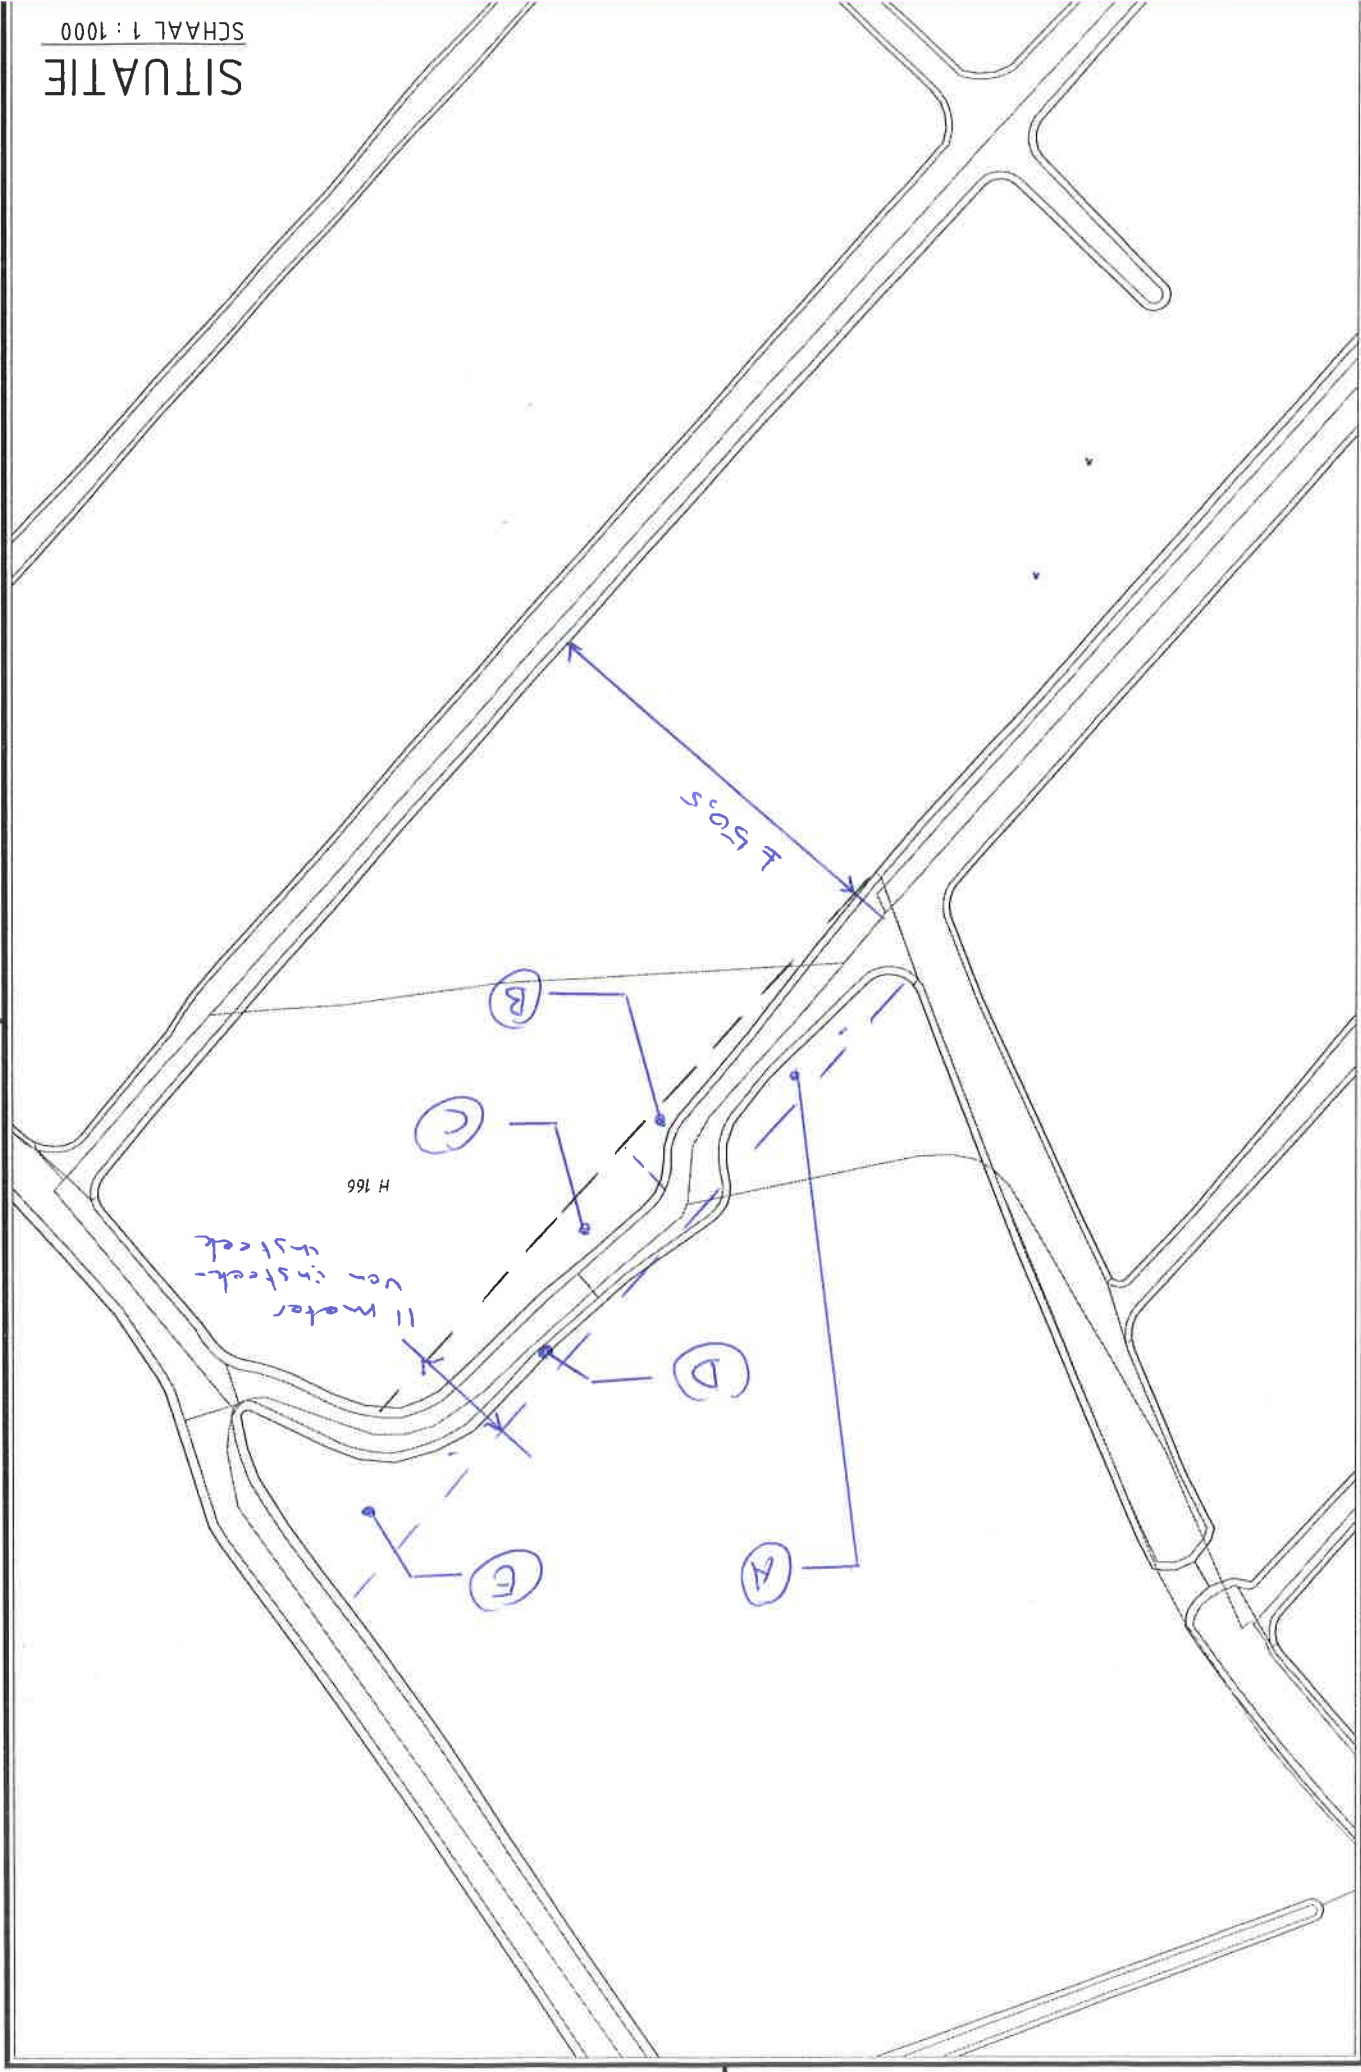 E
A
D
11 meter
van insteek-
insteek
H 166
C
B
± 50,5
SITUATIE
SCHAAL 1 : 1000